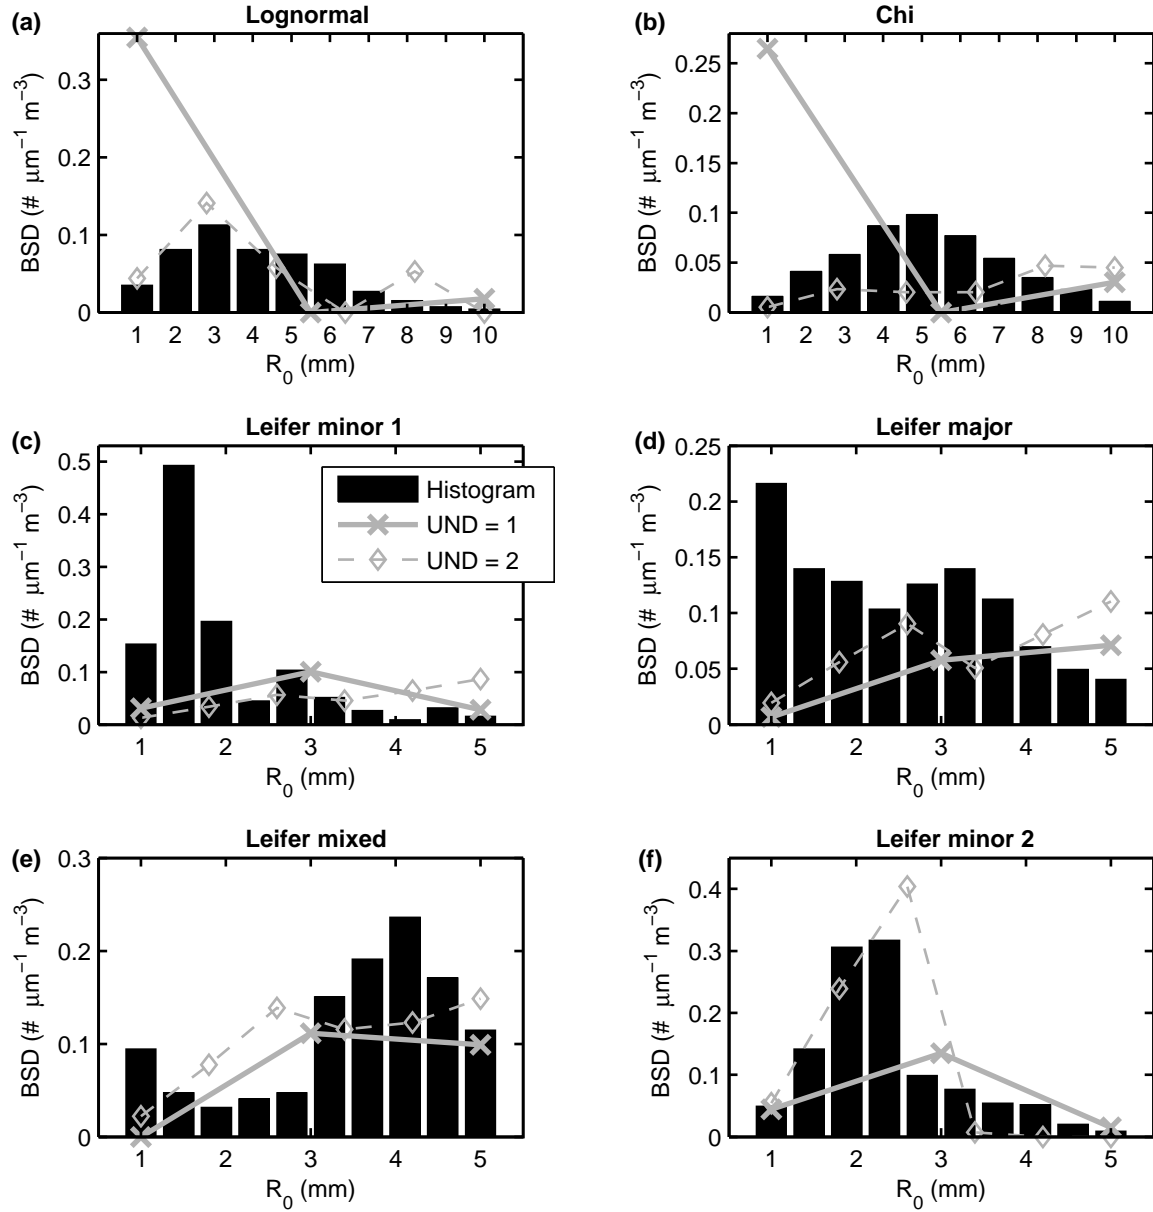 (a) Lognormal
BSD (# μm⁻¹ m⁻³)
0.3
0.2
0.1
0
1 2 3 4 5 6 7 8 9 10
R₀ (mm)
(b) Chi
BSD (# μm⁻¹ m⁻³)
0.25
0.2
0.15
0.1
0.05
0
1 2 3 4 5 6 7 8 9 10
R₀ (mm)
(c) Leifer minor 1
BSD (# μm⁻¹ m⁻³)
0.5
0.4
0.3
0.2
0.1
0
1 2 3 4 5
R₀ (mm)
Histogram
UND = 1
UND = 2
(d) Leifer major
BSD (# μm⁻¹ m⁻³)
0.25
0.2
0.15
0.1
0.05
0
1 2 3 4 5
R₀ (mm)
(e) Leifer mixed
BSD (# μm⁻¹ m⁻³)
0.3
0.2
0.1
0
1 2 3 4 5
R₀ (mm)
(f) Leifer minor 2
BSD (# μm⁻¹ m⁻³)
0.4
0.3
0.2
0.1
0
1 2 3 4 5
R₀ (mm)